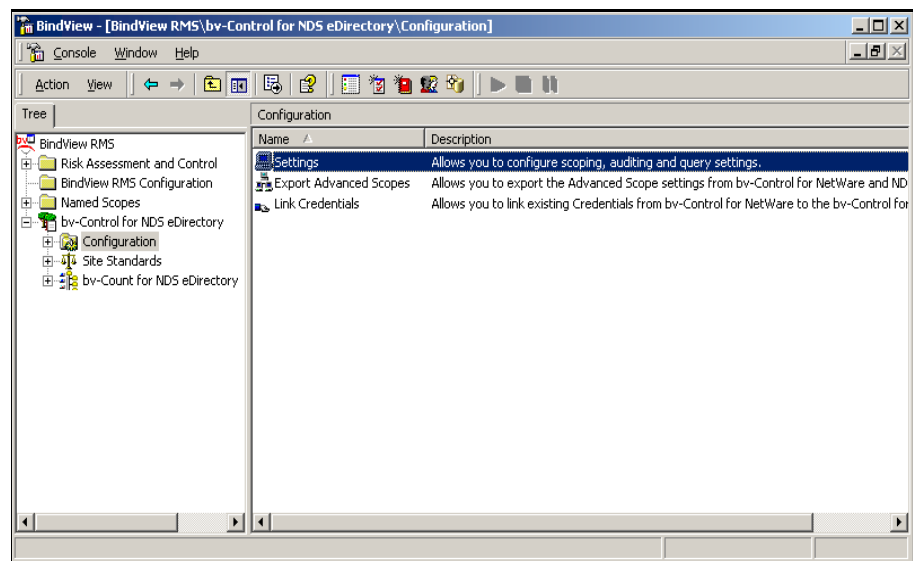 BindView - [BindView RMS\bv-Control for NDS eDirectory\Configuration]
Console Window Help
Action View
Tree
Configuration
Name Description
BindView RMS
Risk Assessment and Control
BindView RMS Configuration
Named Scopes
bv-Control for NDS eDirectory
Configuration
Site Standards
bv-Count for NDS eDirectory
Settings Allows you to configure scoping, auditing and query settings.
Export Advanced Scopes Allows you to export the Advanced Scope settings from bv-Control for NetWare and ND
Link Credentials Allows you to link existing Credentials from bv-Control for NetWare to the bv-Control for